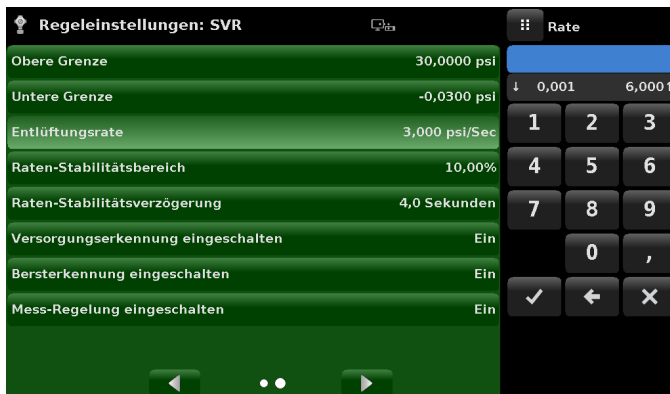 Regeleinstellungen: SVR
Obere Grenze 30,0000 psi
Untere Grenze -0,0300 psi
Entlüftungsrate 3,000 psi/Sec
Raten-Stabilitätsbereich 10,00%
Raten-Stabilitätsverzögerung 4,0 Sekunden
Versorgungserkennung eingeschalten Ein
Bersterkennung eingeschalten Ein
Mess-Regelung eingeschalten Ein
Rate
↓ 0,001 6,000↑
1 2 3
4 5 6
7 8 9
0 ,